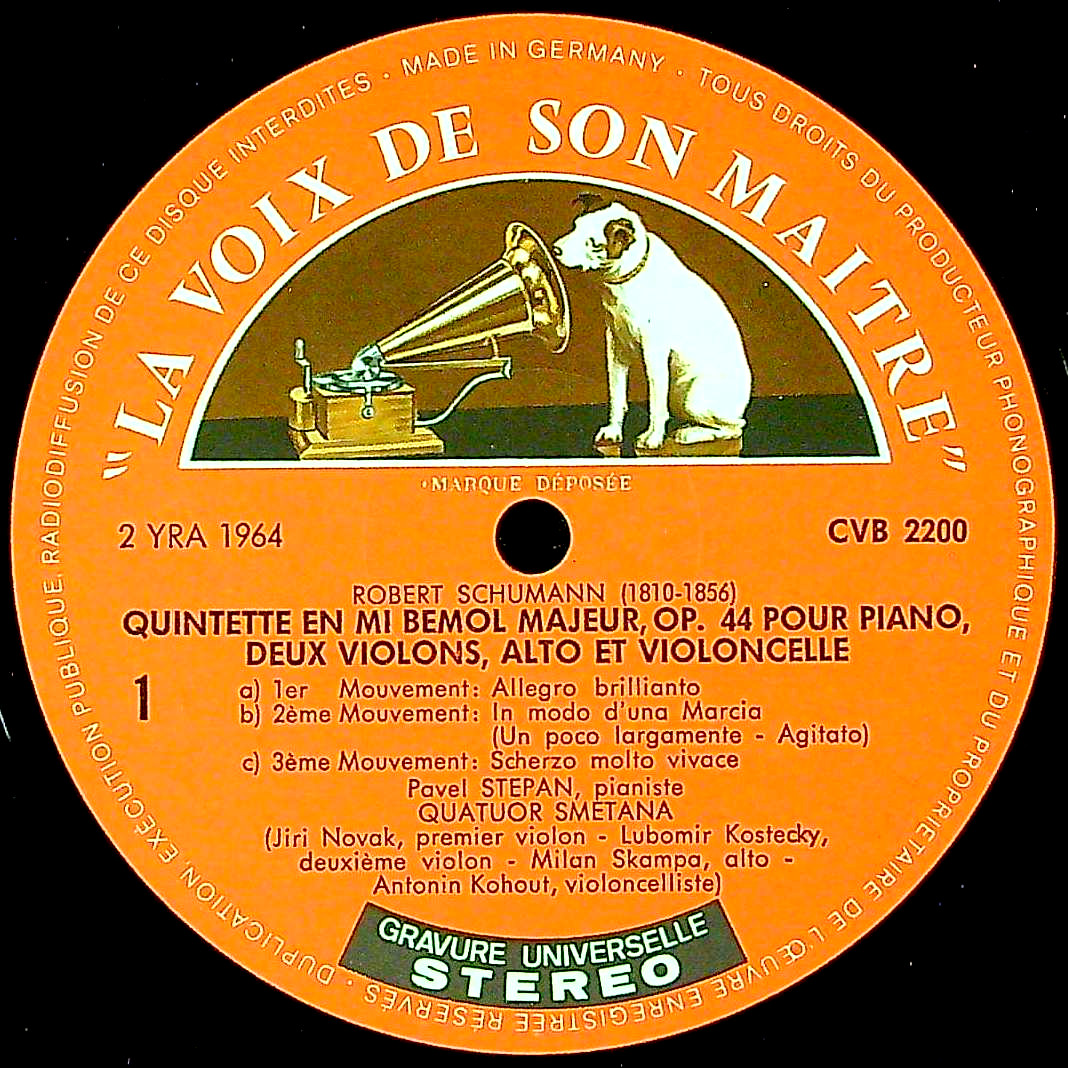 TOUS DROITS DU PRODUCTEUR PHONOGRAPHIQUE ET DU PROPRIÉTAIRE DE L'ŒUVRE ENREGISTRÉE RÉSERVÉS · DUPLICATION, EXÉCUTION PUBLIQUE, RADIODIFFUSION DE CE DISQUE INTERDITES · MADE IN GERMANY ·
"LA VOIX DE SON MAITRE"
·MARQUE DÉPOSÉE
2 YRA 1964
CVB 2200
ROBERT SCHUMANN (1810-1856)
QUINTETTE EN MI BEMOL MAJEUR, OP. 44 POUR PIANO,
DEUX VIOLONS, ALTO ET VIOLONCELLE
1
a) 1er Mouvement: Allegro brillianto
b) 2ème Mouvement: In modo d'una Marcia
(Un poco largamente - Agitato)
c) 3ème Mouvement: Scherzo molto vivace
Pavel STEPAN, pianiste
QUATUOR SMETANA
(Jiri Novak, premier violon - Lubomir Kostecky,
deuxième violon - Milan Skampa, alto -
Antonin Kohout, violoncelliste)
GRAVURE UNIVERSELLE
STEREO